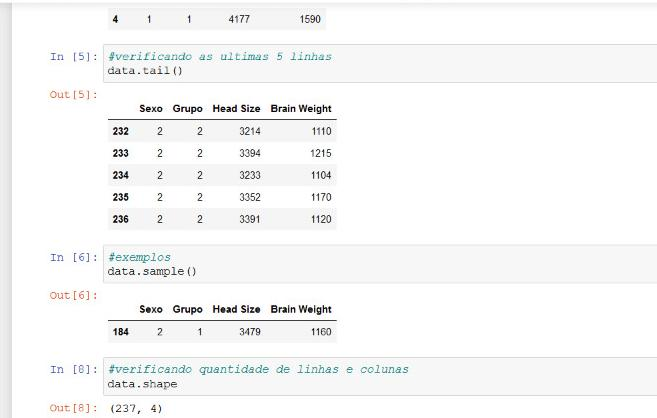 4 1 1 4177 1590
In [5]: #verificando as ultimas 5 linhas
data.tail()
Out[5]:
Sexo Grupo Head Size Brain Weight
232 2 2 3214 1110
233 2 2 3394 1215
234 2 2 3233 1104
235 2 2 3352 1170
236 2 2 3391 1120
In [6]: #exemplos
data.sample()
Out[6]:
Sexo Grupo Head Size Brain Weight
184 2 1 3479 1160
In [8]: #verificando quantidade de linhas e colunas
data.shape
Out[8]: (237, 4)